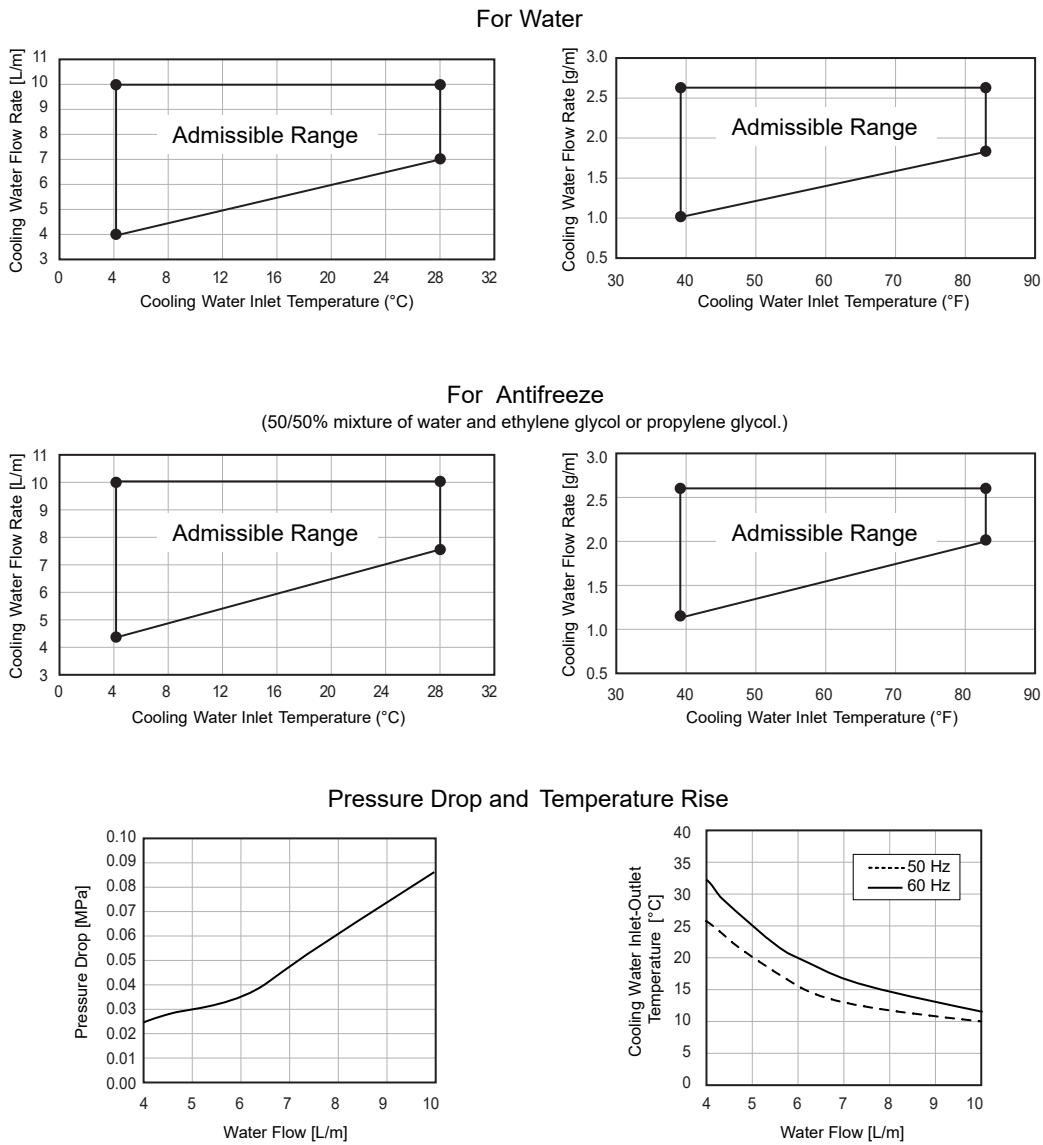 For Water
Cooling Water Flow Rate [L/m]
11
10
9
8
7
6
5
4
3
Admissible Range
0 4 8 12 16 20 24 28 32
Cooling Water Inlet Temperature (°C)
Cooling Water Flow Rate [g/m]
3.0
2.5
2.0
1.5
1.0
0.5
Admissible Range
30 40 50 60 70 80 90
Cooling Water Inlet Temperature (°F)
For Antifreeze
(50/50% mixture of water and ethylene glycol or propylene glycol.)
Cooling Water Flow Rate [L/m]
11
10
9
8
7
6
5
4
3
Admissible Range
0 4 8 12 16 20 24 28 32
Cooling Water Inlet Temperature (°C)
Cooling Water Flow Rate [g/m]
3.0
2.5
2.0
1.5
1.0
0.5
Admissible Range
30 40 50 60 70 80 90
Cooling Water Inlet Temperature (°F)
Pressure Drop and Temperature Rise
Pressure Drop [MPa]
0.10
0.09
0.08
0.07
0.06
0.05
0.04
0.03
0.02
0.01
0.00
4 5 6 7 8 9 10
Water Flow [L/m]
Cooling Water Inlet-Outlet
Temperature [°C]
40
35
30
25
20
15
10
5
0
50 Hz
60 Hz
4 5 6 7 8 9 10
Water Flow [L/m]